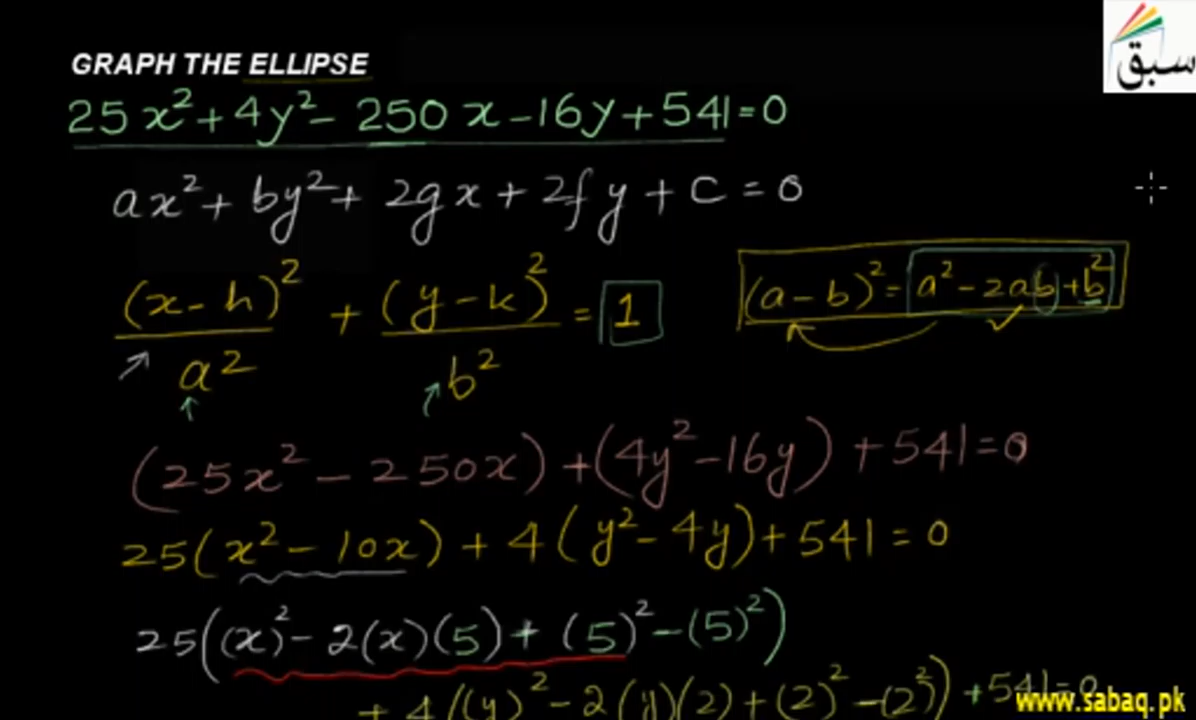 سبق
GRAPH THE ELLIPSE
25x² + 4y² - 250x - 16y + 541 = 0
ax² + by² + 2gx + 2fy + c = 0
(x - h)² / a² + (y - k)² / b² = 1
(a - b)² = a² - 2ab + b²
(25x² - 250x) + (4y² - 16y) + 541 = 0
25(x² - 10x) + 4(y² - 4y) + 541 = 0
25((x)² - 2(x)(5) + (5)² - (5)²)
+ 4((y)² - 2(y)(2) + (2)² - (2²)) + 541 = 0
www.sabaq.pk